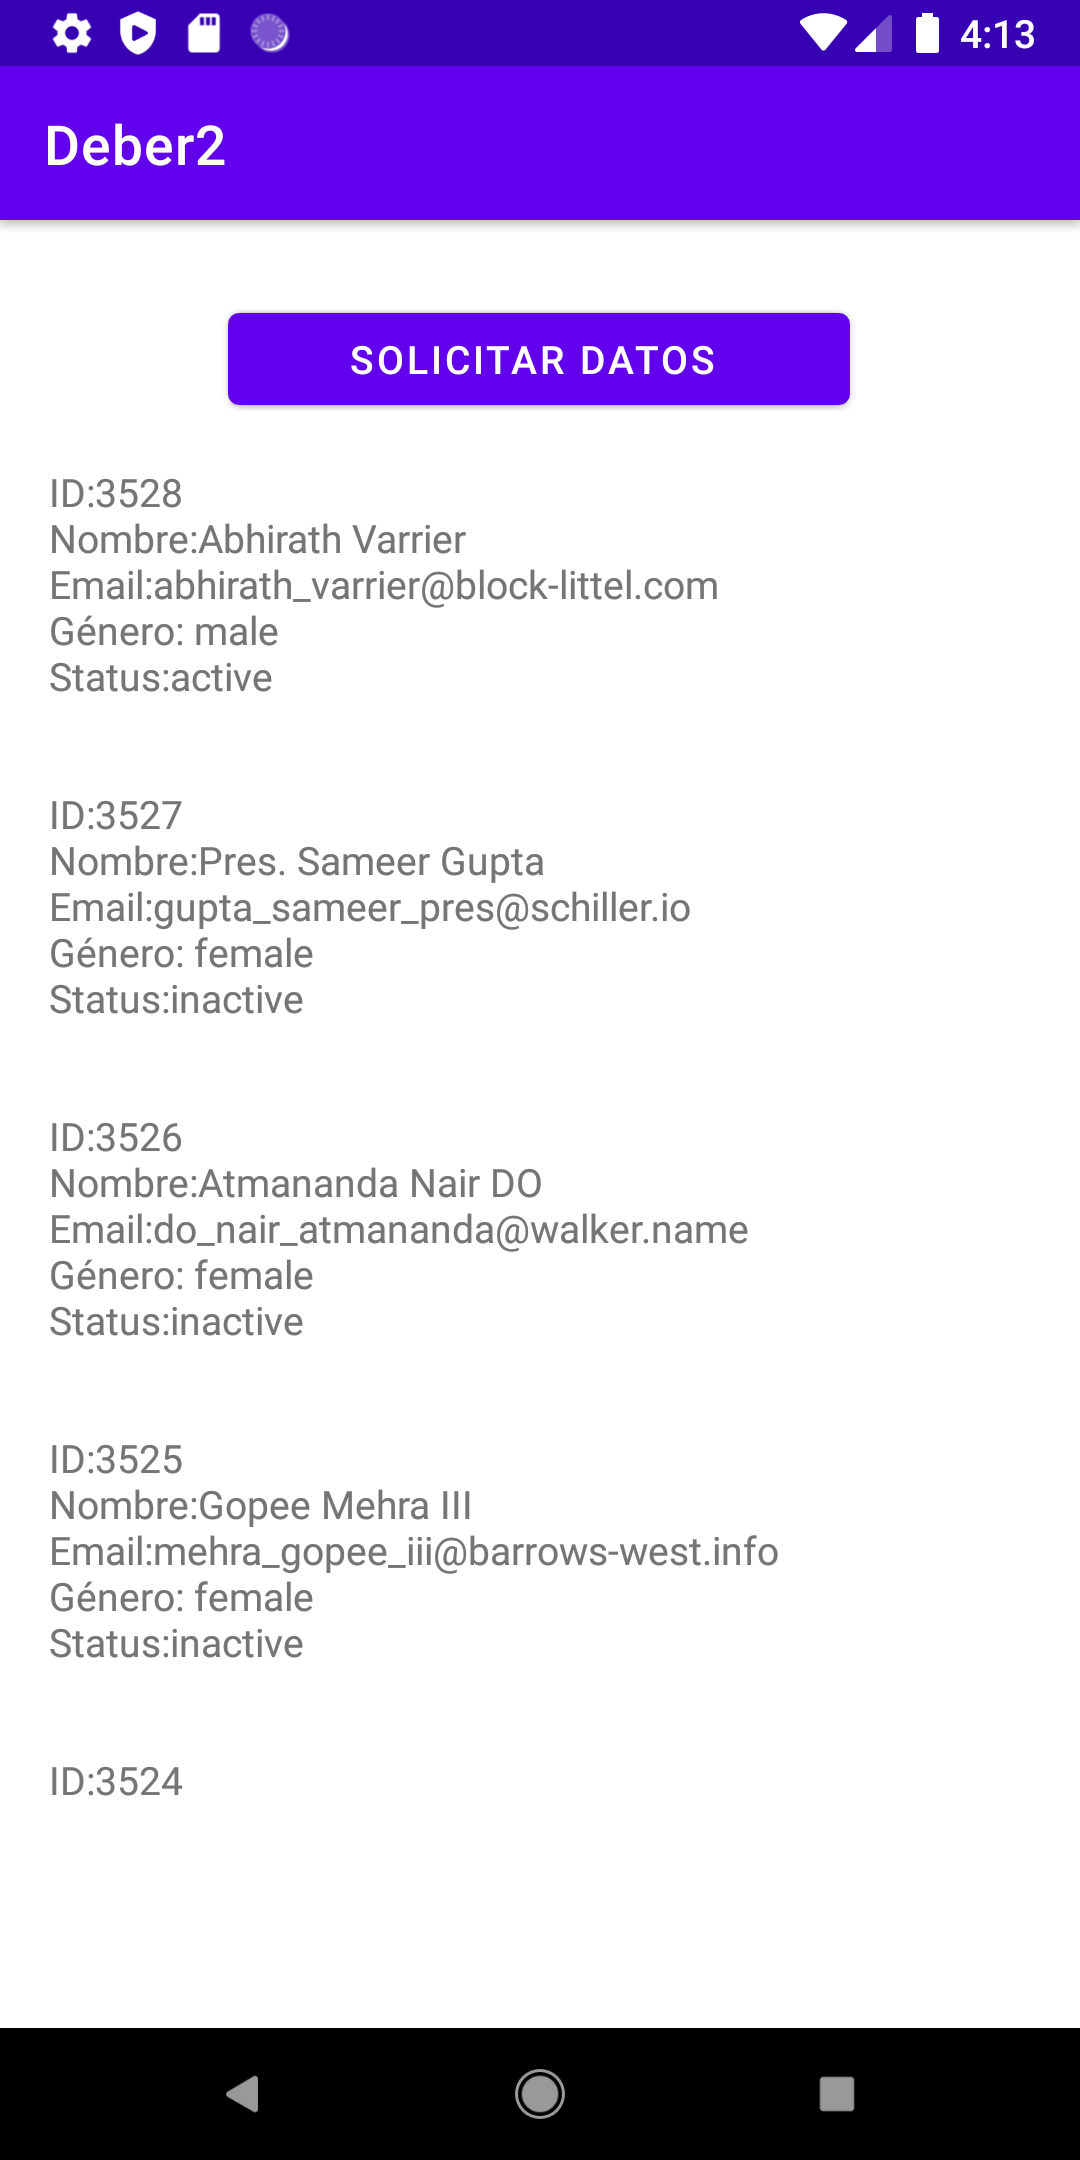 4:13
Deber2
SOLICITAR DATOS
ID:3528
Nombre:Abhirath Varrier
Email:abhirath_varrier@block-littel.com
Género: male
Status:active
ID:3527
Nombre:Pres. Sameer Gupta
Email:gupta_sameer_pres@schiller.io
Género: female
Status:inactive
ID:3526
Nombre:Atmananda Nair DO
Email:do_nair_atmananda@walker.name
Género: female
Status:inactive
ID:3525
Nombre:Gopee Mehra III
Email:mehra_gopee_iii@barrows-west.info
Género: female
Status:inactive
ID:3524